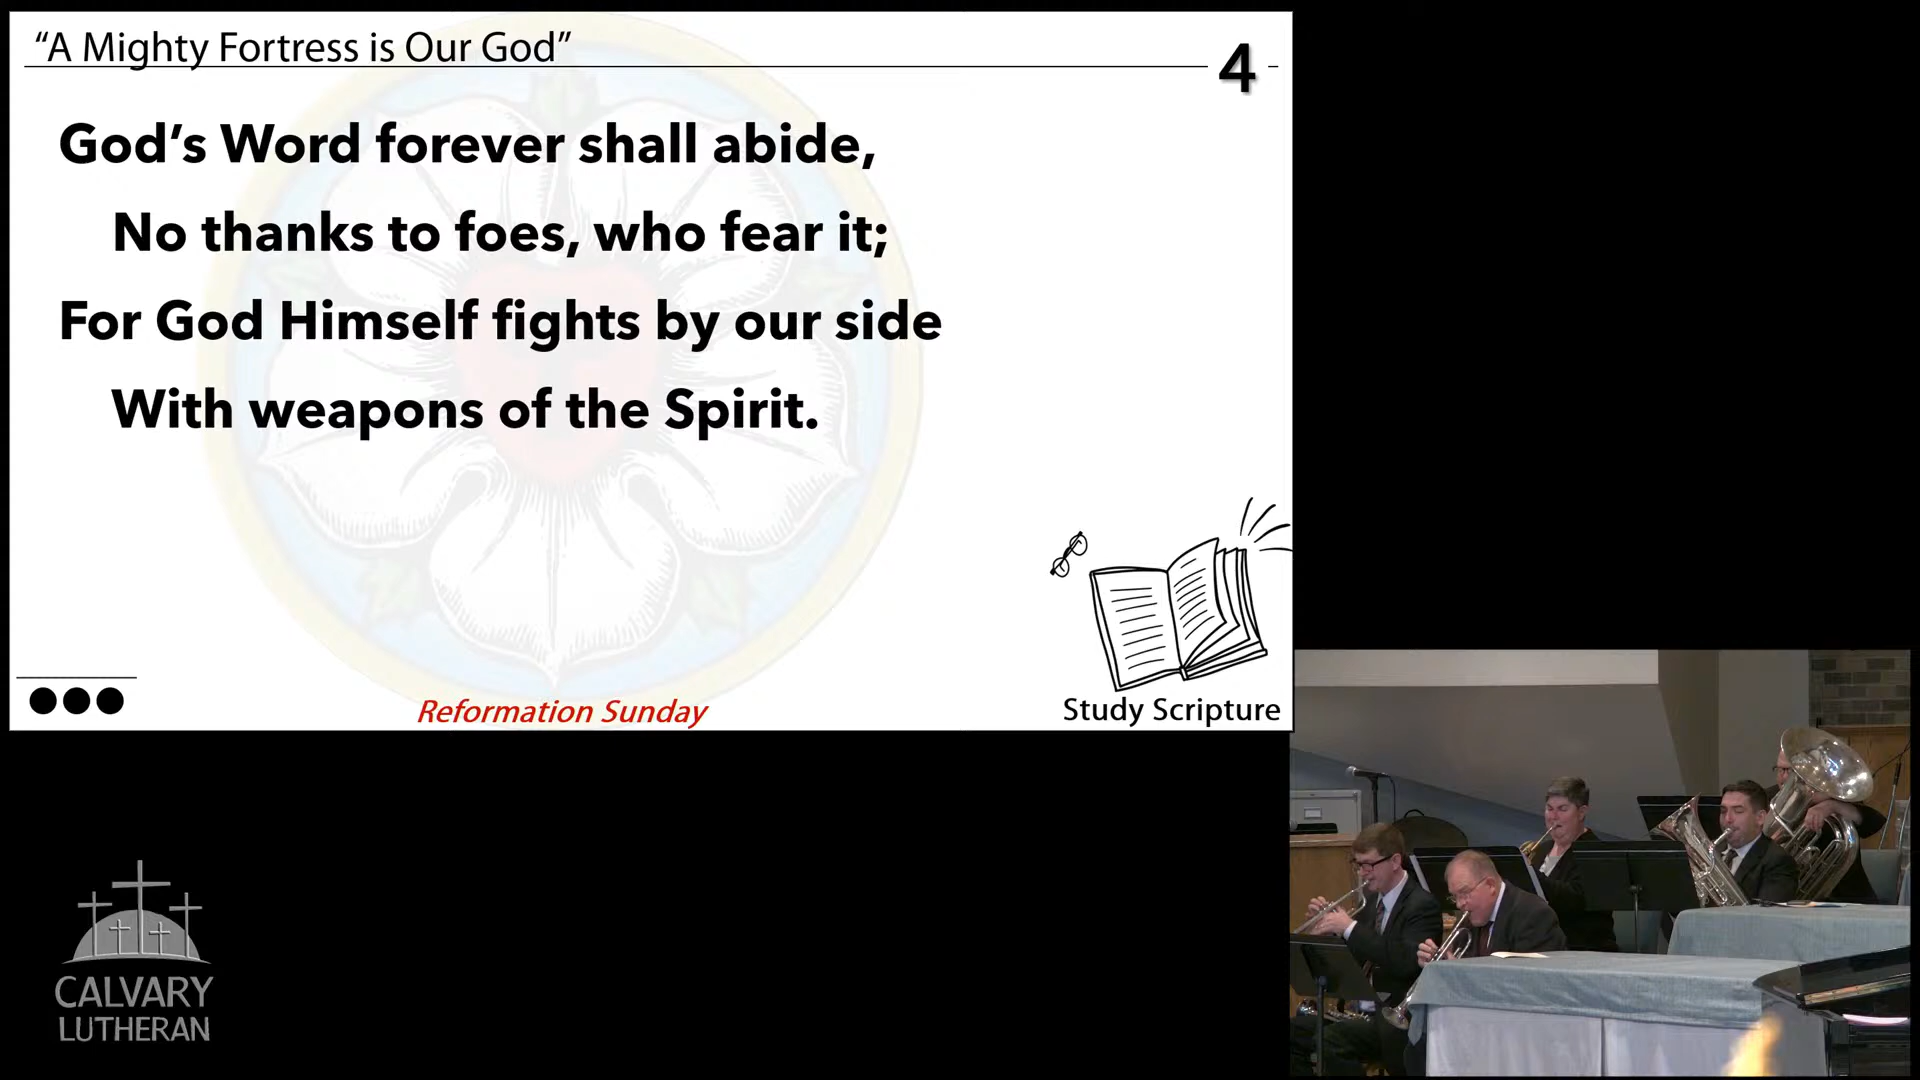 “A Mighty Fortress is Our God”
4
God’s Word forever shall abide,
No thanks to foes, who fear it;
For God Himself fights by our side
With weapons of the Spirit.
Reformation Sunday
Study Scripture
CALVARY
LUTHERAN